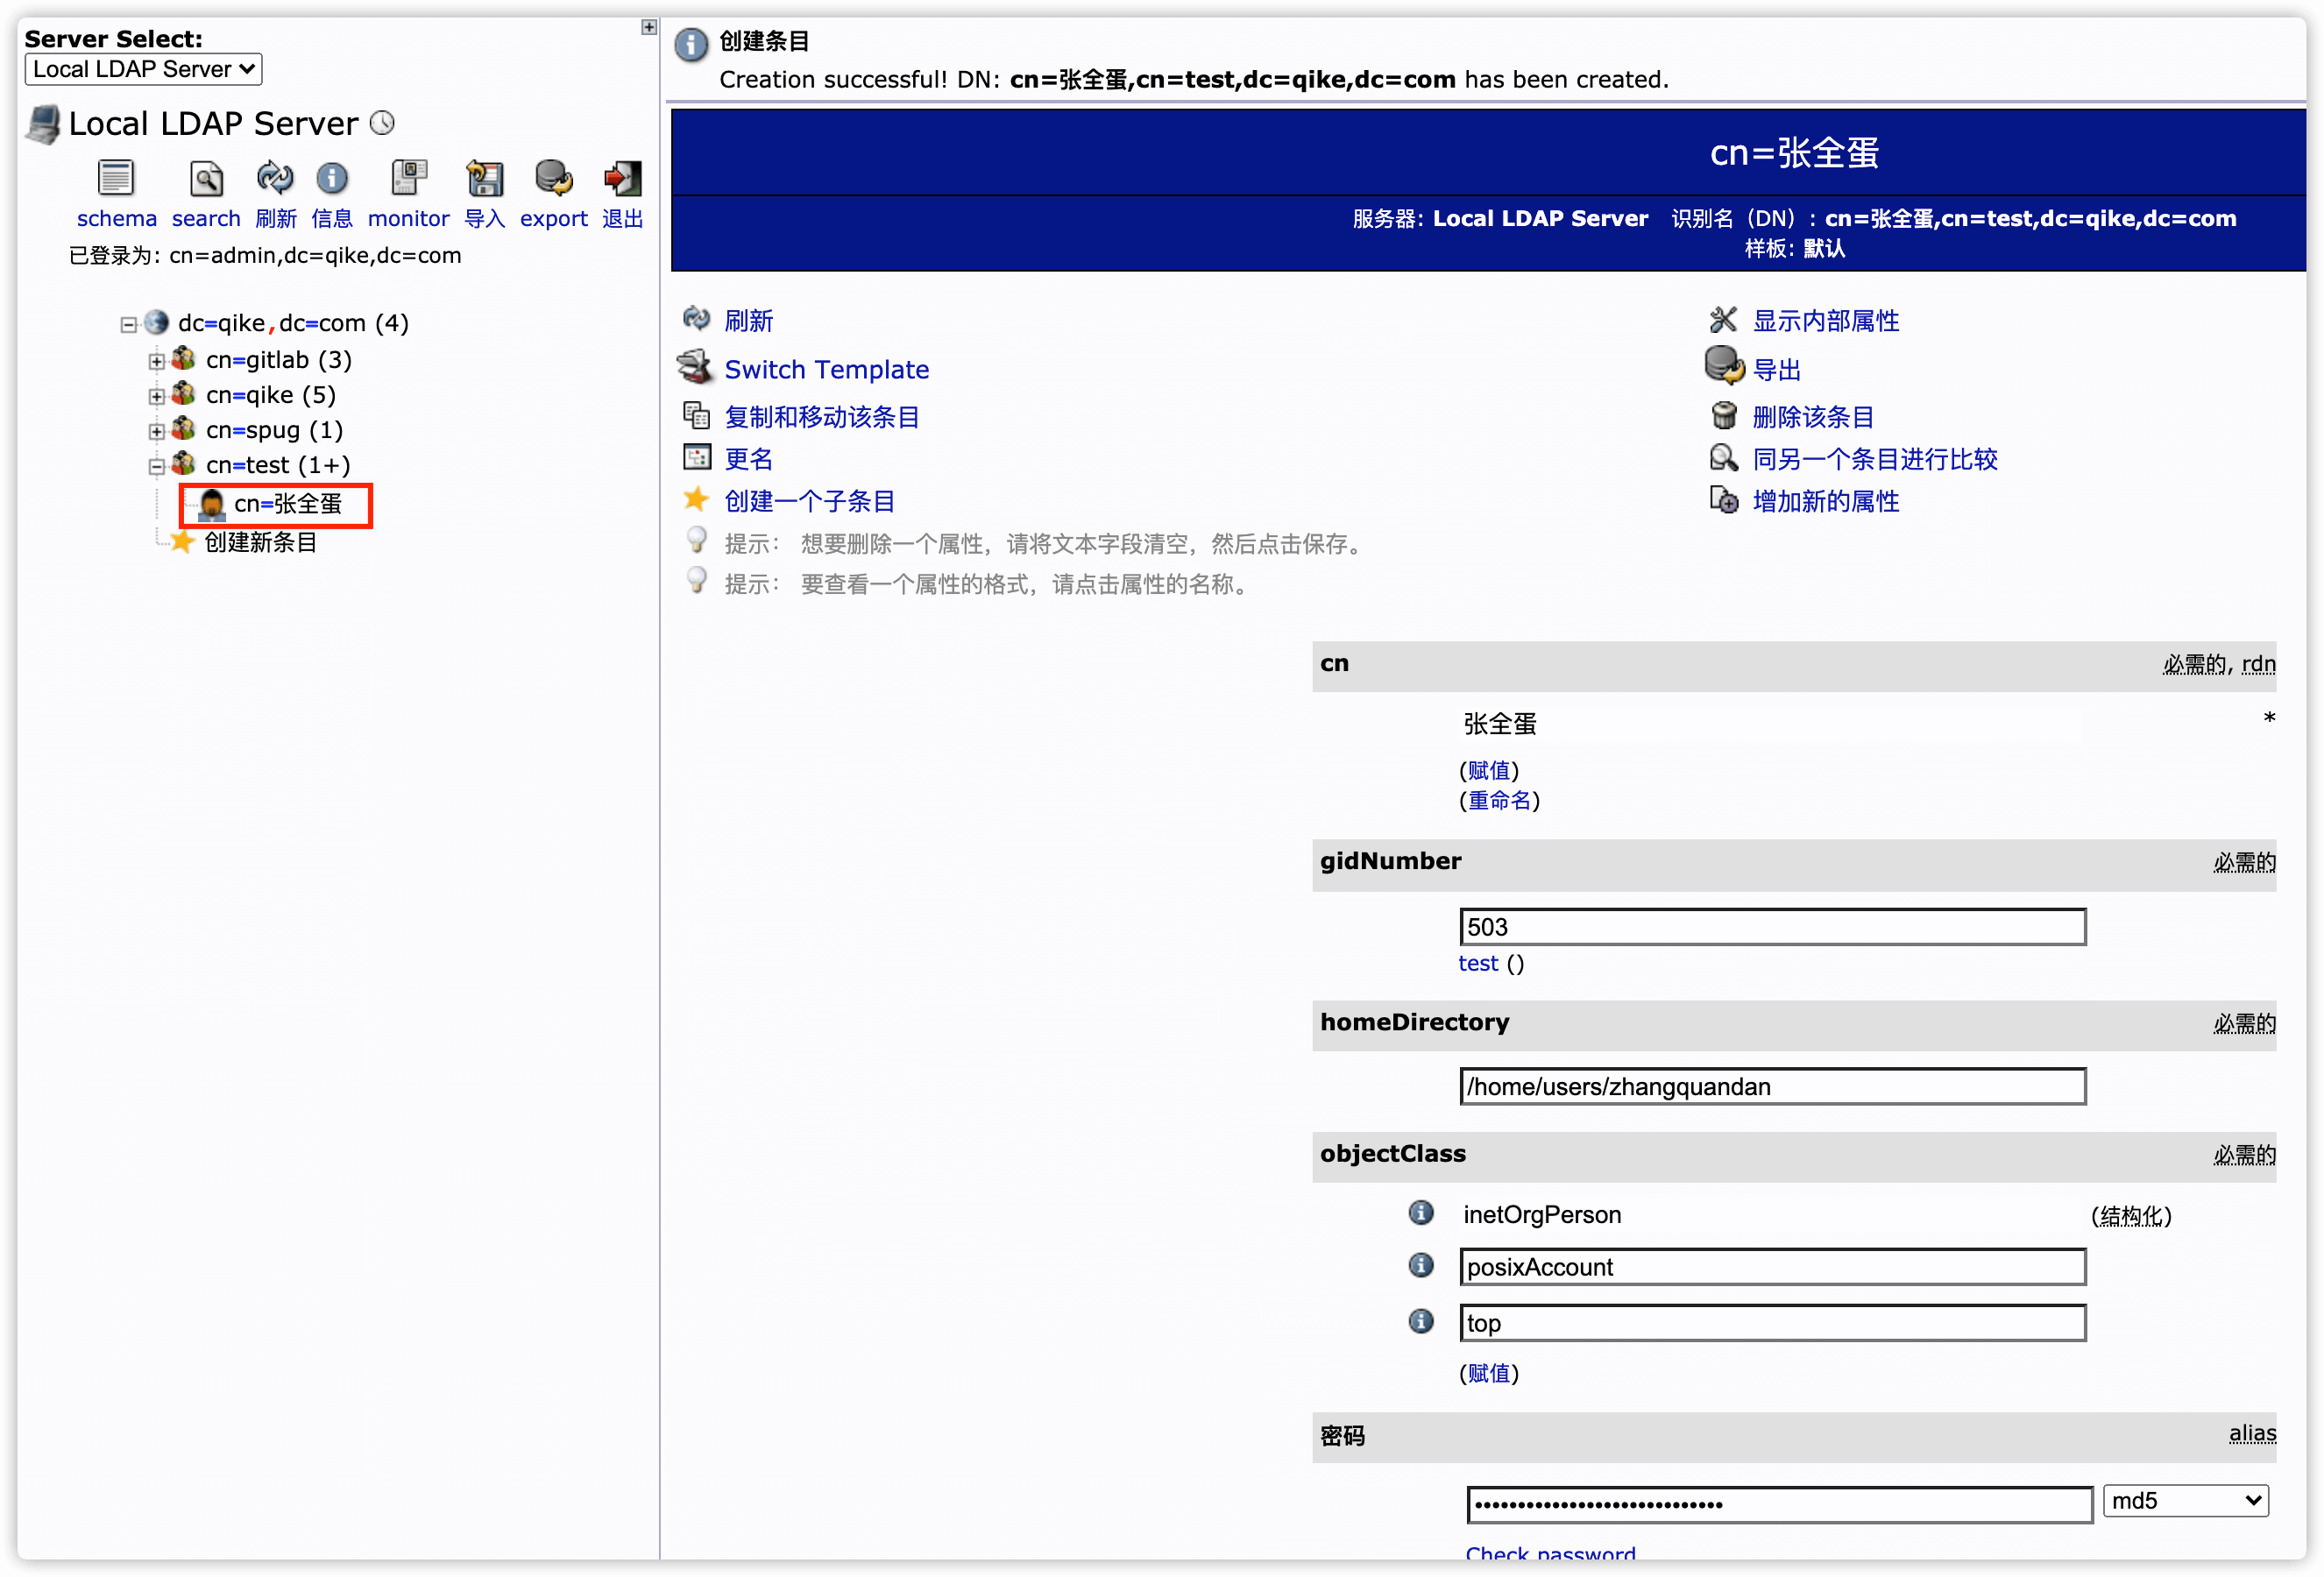 Server Select:
Local LDAP Server
Local LDAP Server
schema search 刷新 信息 monitor 导入 export 退出
已登录为: cn=admin,dc=qike,dc=com
dc=qike,dc=com (4)
cn=gitlab (3)
cn=qike (5)
cn=spug (1)
cn=test (1+)
cn=张全蛋
创建新条目
创建条目
Creation successful! DN: cn=张全蛋,cn=test,dc=qike,dc=com has been created.
cn=张全蛋
服务器: Local LDAP Server 识别名（DN）: cn=张全蛋,cn=test,dc=qike,dc=com
样板: 默认
刷新 显示内部属性
Switch Template 导出
复制和移动该条目 删除该条目
更名 同另一个条目进行比较
创建一个子条目 增加新的属性
提示： 想要删除一个属性，请将文本字段清空，然后点击保存。
提示： 要查看一个属性的格式，请点击属性的名称。
cn 必需的, rdn
张全蛋 *
(赋值)
(重命名)
gidNumber 必需的
503
test ()
homeDirectory 必需的
/home/users/zhangquandan
objectClass 必需的
inetOrgPerson (结构化)
posixAccount
top
(赋值)
密码 alias
•••••••••••••••••••••••••••••• md5
Check password